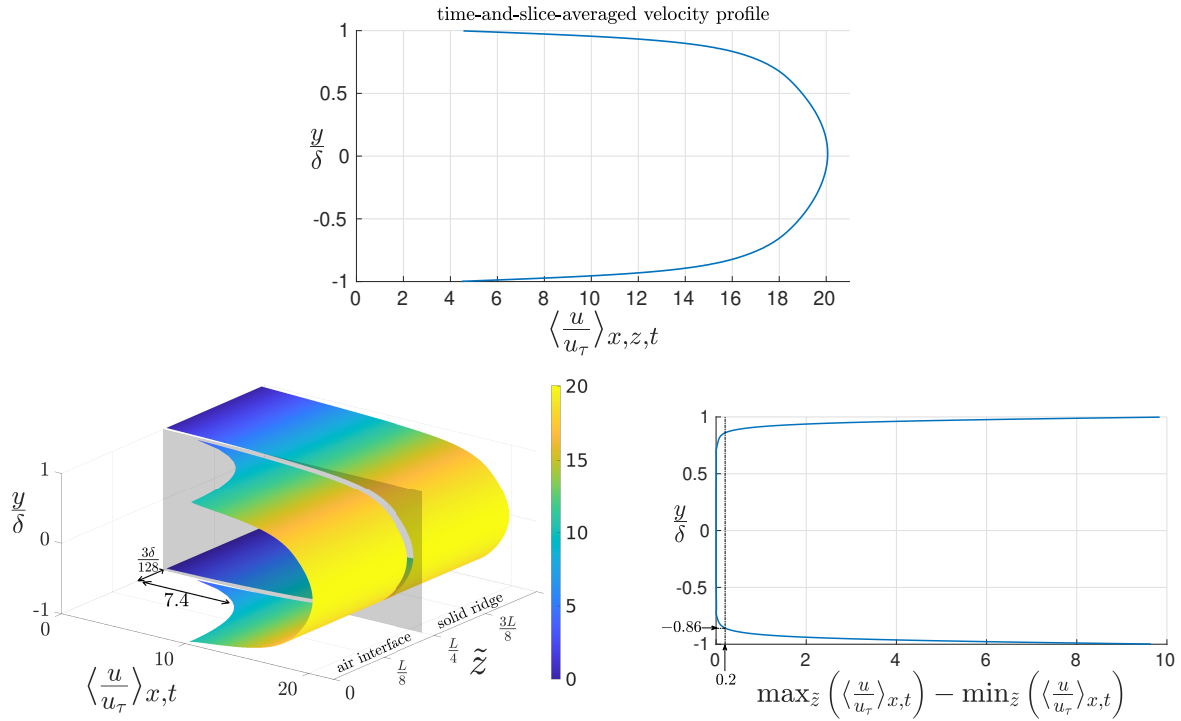 time-and-slice-averaged velocity profile
1
0.5
y/δ
0
-0.5
-1
0 2 4 6 8 10 12 14 16 18 20
⟨u/u_τ⟩x,z,t
1
y/δ
0
-1
0
10
20
⟨u/u_τ⟩x,t
3δ/128
7.4
air interface
solid ridge
0
L/8
L/4
3L/8
z̃
20
15
10
5
0
1
0.5
y/δ
0
-0.5
−0.86
-1
0 2 4 6 8 10
0.2
max_z̃ (⟨u/u_τ⟩x,t) − min_z̃ (⟨u/u_τ⟩x,t)